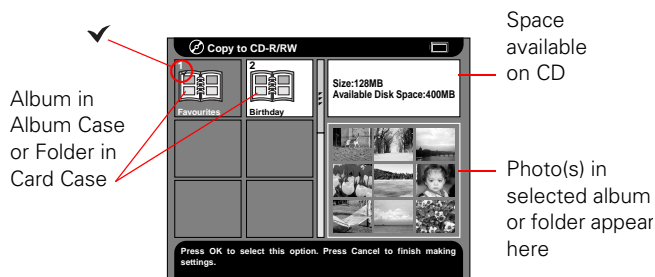 Copy to CD-R/RW
1
2
Favourites
Birthday
Size:128MB
Available Disk Space:400MB
Press OK to select this option. Press Cancel to finish making
settings.
Album in
Album Case
or Folder in
Card Case
Space
available
on CD
Photo(s) in
selected album
or folder appear
here